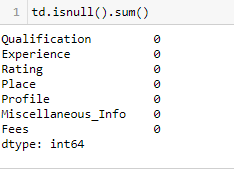 1 td.isnull().sum()
Qualification 0
Experience 0
Rating 0
Place 0
Profile 0
Miscellaneous_Info 0
Fees 0
dtype: int64